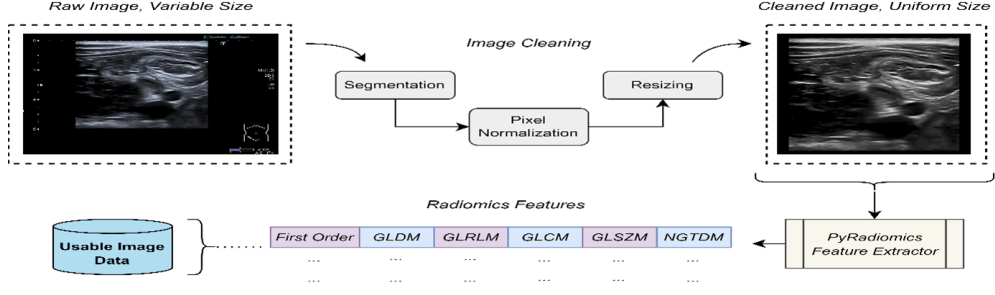 Raw Image, Variable Size
Cleaned Image, Uniform Size
Image Cleaning
Segmentation
Resizing
Pixel
Normalization
Radiomics Features
Usable Image
Data
First Order GLDM GLRLM GLCM GLSZM NGTDM
... ... ... ... ... ...
... ... ... ... ... ...
PyRadiomics
Feature Extractor